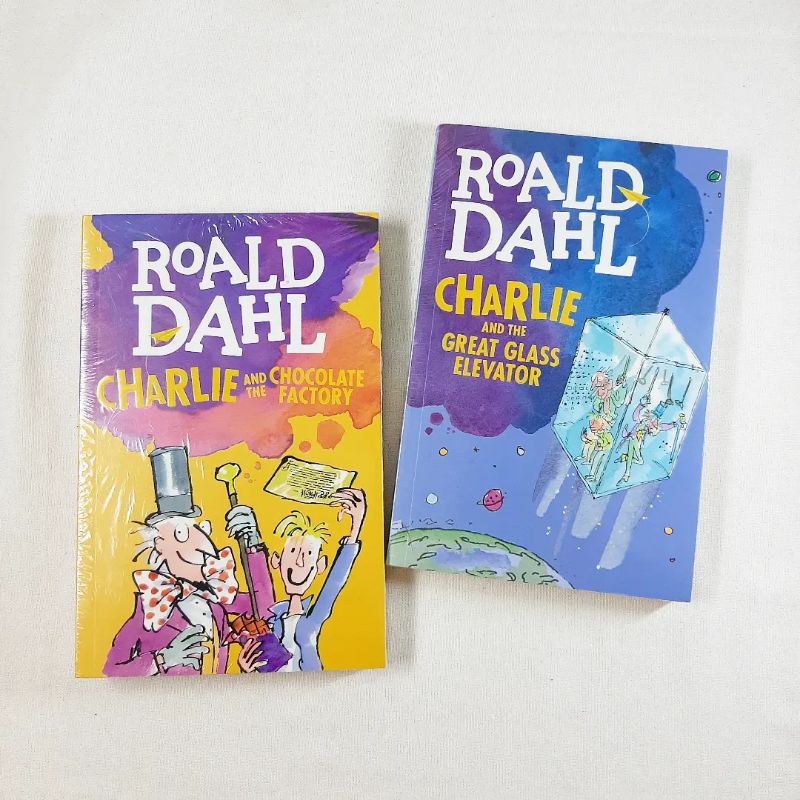 ROALD
DAHL
CHARLIE AND THE CHOCOLATE FACTORY
ROALD
DAHL
CHARLIE
AND THE
GREAT GLASS
ELEVATOR